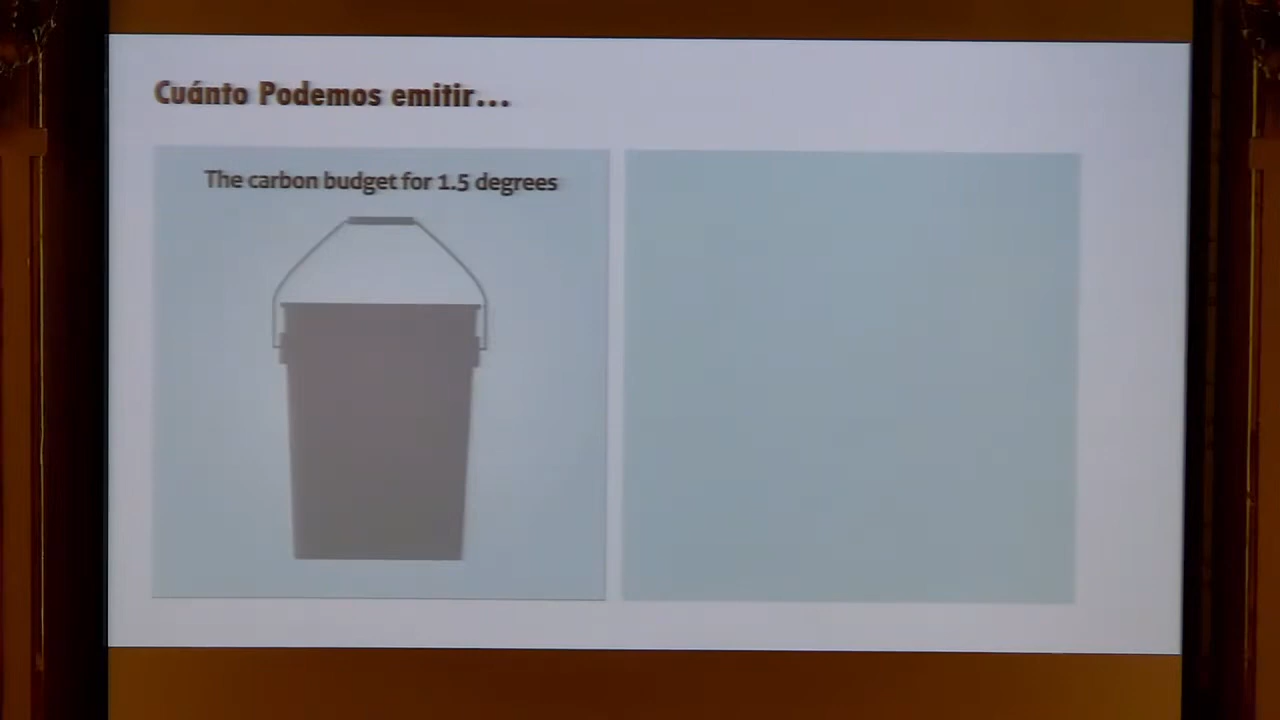 Cuánto Podemos emitir...
The carbon budget for 1.5 degrees